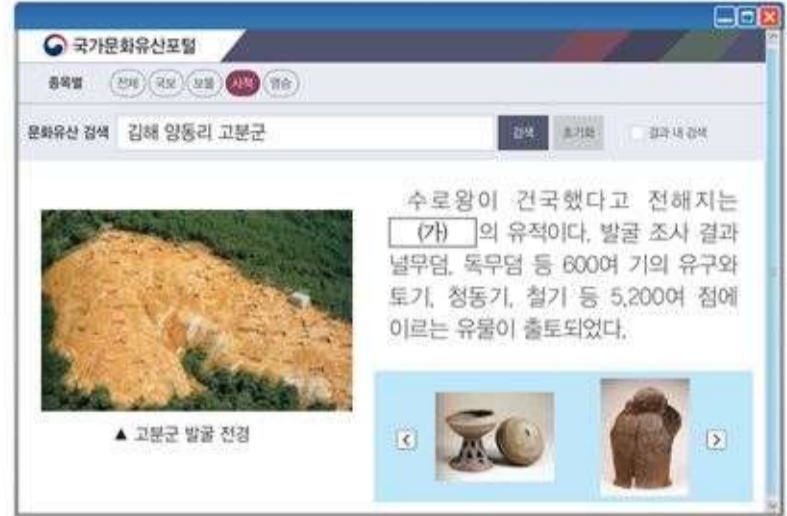 국가문화유산포털
종목별 전체 국보 보물 사적 명승
문화유산 검색 김해 양동리 고분군 검색 초기화 결과 내 검색
수로왕이 건국했다고 전해지는
(가) 의 유적이다. 발굴 조사 결과
널무덤, 독무덤 등 600여 기의 유구와
토기, 청동기, 철기 등 5,200여 점에
이르는 유물이 출토되었다.
▲ 고분군 발굴 전경